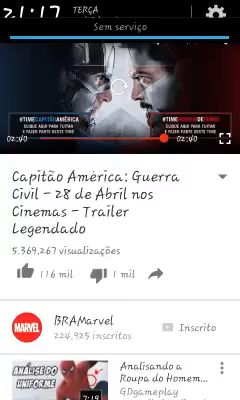 21:17 TERÇA
Sem serviço
#TIMECAPITÃOAMÉRICA
CLIQUE AQUI PARA TUITAR
E FAZER PARTE DESTE TIME
#TIMEHOMEMDEFERRO
CLIQUE AQUI PARA TUITAR
E FAZER PARTE DESTE TIME
02:40 02:40
Capitão América: Guerra
Civil - 28 de Abril nos
Cinemas - Trailer
Legendado
5.369.267 visualizações
116 mil 1 mil
MARVEL
BRAMarvel
224.925 inscritos
Inscrito
ANÁLISE DO
UNIFORME
7:19
Analisando a
Roupa do Homem...
GDgameplay